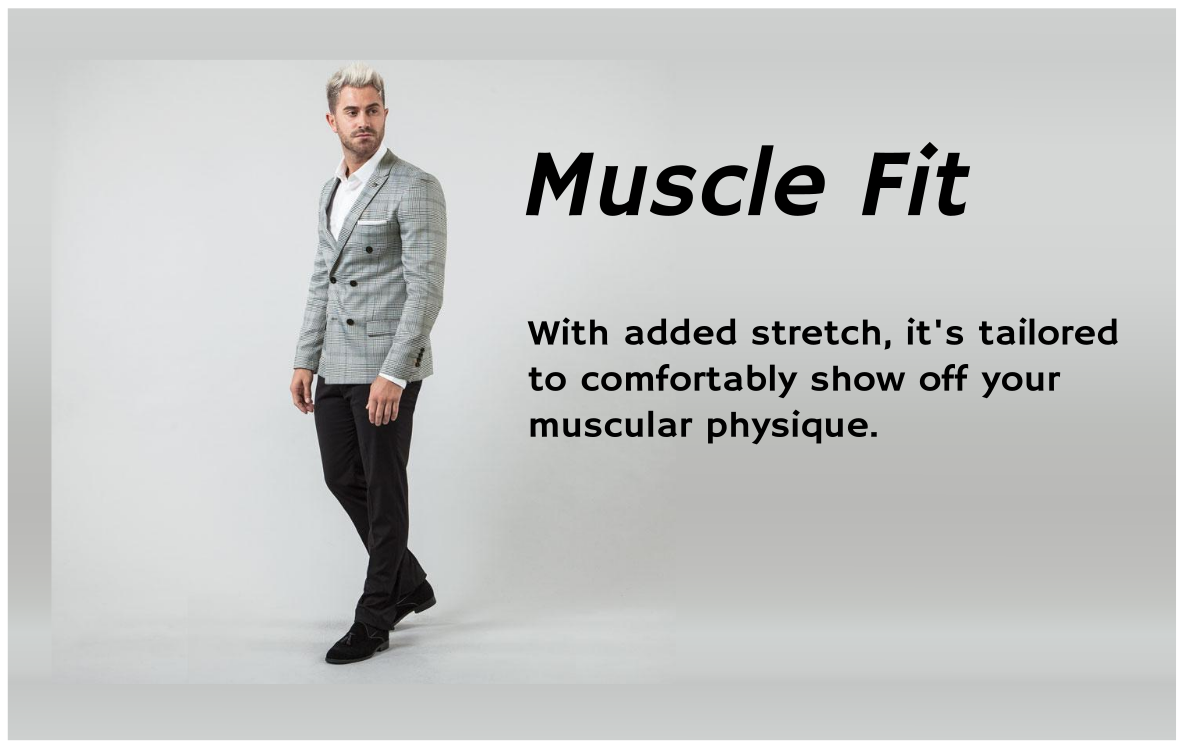 Muscle Fit
With added stretch, it's tailored
to comfortably show off your
muscular physique.